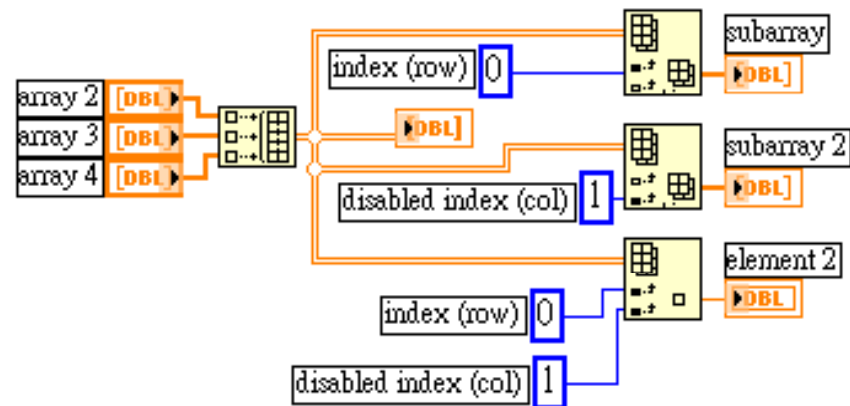 subarray
index (row) 0
[DBL]
array 2 [DBL]
array 3 [DBL]
[DBL]
array 4 [DBL]
subarray 2
disabled index (col) 1
[DBL]
element 2
index (row) 0
DBL
disabled index (col) 1